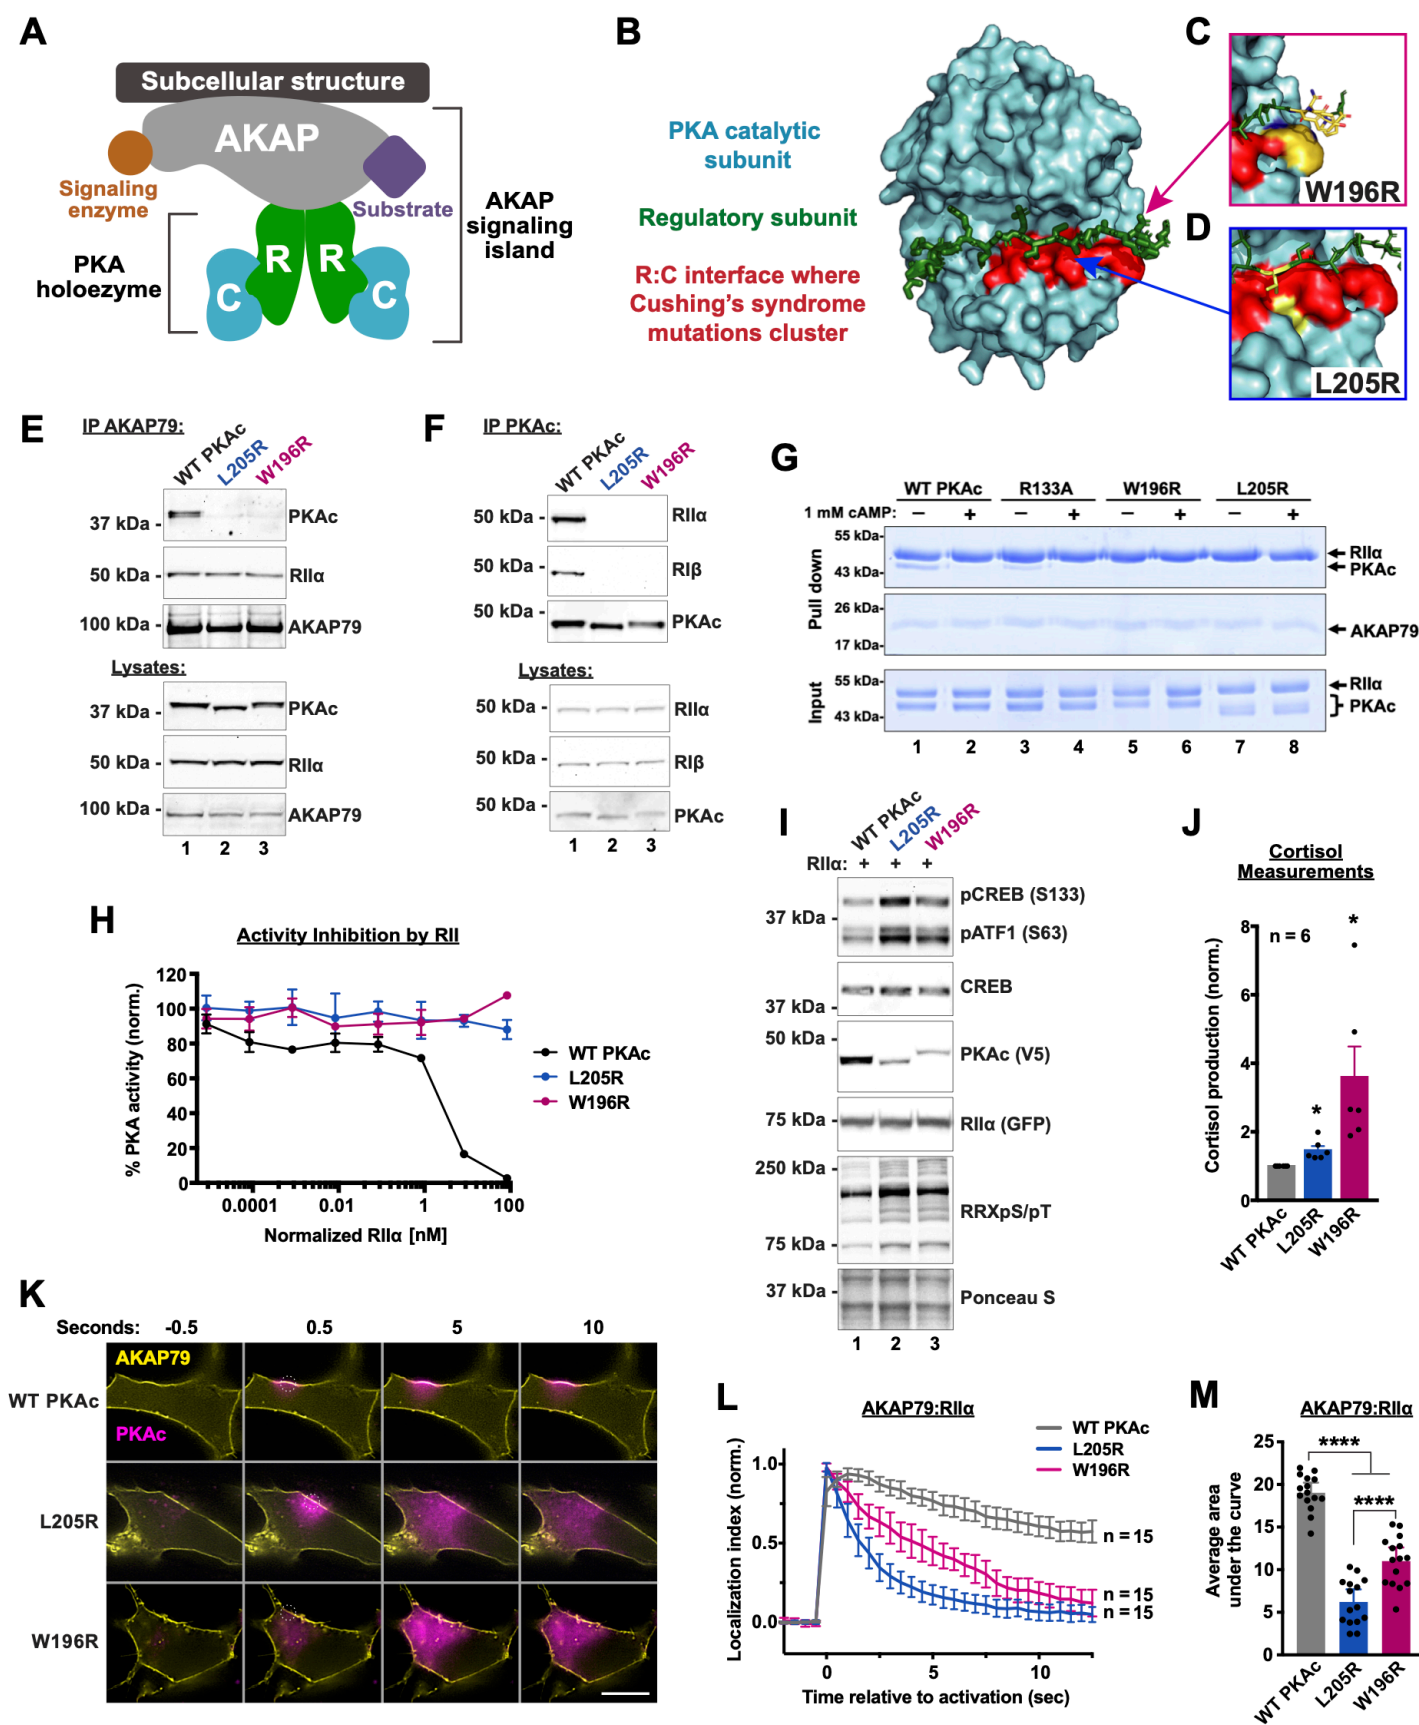 A
Subcellular structure
AKAP
Signaling
enzyme
Substrate
PKA
holoezyme
R
R
C
C
AKAP
signaling
island
B
PKA catalytic
subunit
Regulatory subunit
R:C interface where
Cushing's syndrome
mutations cluster
C
W196R
D
L205R
E
IP AKAP79:
WT PKAc
L205R
W196R
37 kDa -
PKAc
50 kDa -
RIIα
100 kDa -
AKAP79
Lysates:
37 kDa -
PKAc
50 kDa -
RIIα
100 kDa -
AKAP79
1 2 3
F
IP PKAc:
WT PKAc
L205R
W196R
50 kDa -
RIIα
50 kDa -
RIβ
50 kDa -
PKAc
Lysates:
50 kDa -
RIIα
50 kDa -
RIβ
50 kDa -
PKAc
1 2 3
G
WT PKAc R133A W196R L205R
1 mM cAMP: − + − + − + − +
Pull down
55 kDa-
43 kDa-
RIIα
PKAc
26 kDa-
17 kDa-
AKAP79
Input
55 kDa-
43 kDa-
RIIα
PKAc
1 2 3 4 5 6 7 8
H
Activity Inhibition by RII
% PKA activity (norm.)
120
100
80
60
40
20
0
0.0001 0.01 1 100
Normalized RIIα [nM]
WT PKAc
L205R
W196R
I
WT PKAc
L205R
W196R
RIIα: + + +
pCREB (S133)
37 kDa -
pATF1 (S63)
CREB
37 kDa -
50 kDa -
PKAc (V5)
75 kDa -
RIIα (GFP)
250 kDa -
RRXpS/pT
75 kDa -
37 kDa -
Ponceau S
1 2 3
J
Cortisol
Measurements
Cortisol production (norm.)
8
6
4
2
0
n = 6
*
*
WT PKAc
L205R
W196R
K
Seconds: -0.5 0.5 5 10
AKAP79
PKAc
WT PKAc
L205R
W196R
L
AKAP79:RIIα
WT PKAc
L205R
W196R
Localization index (norm.)
1.0
0.5
0.0
n = 15
n = 15
n = 15
0 5 10
Time relative to activation (sec)
M
AKAP79:RIIα
Average area
under the curve
25
20
15
10
5
0
****
****
WT PKAc
L205R
W196R